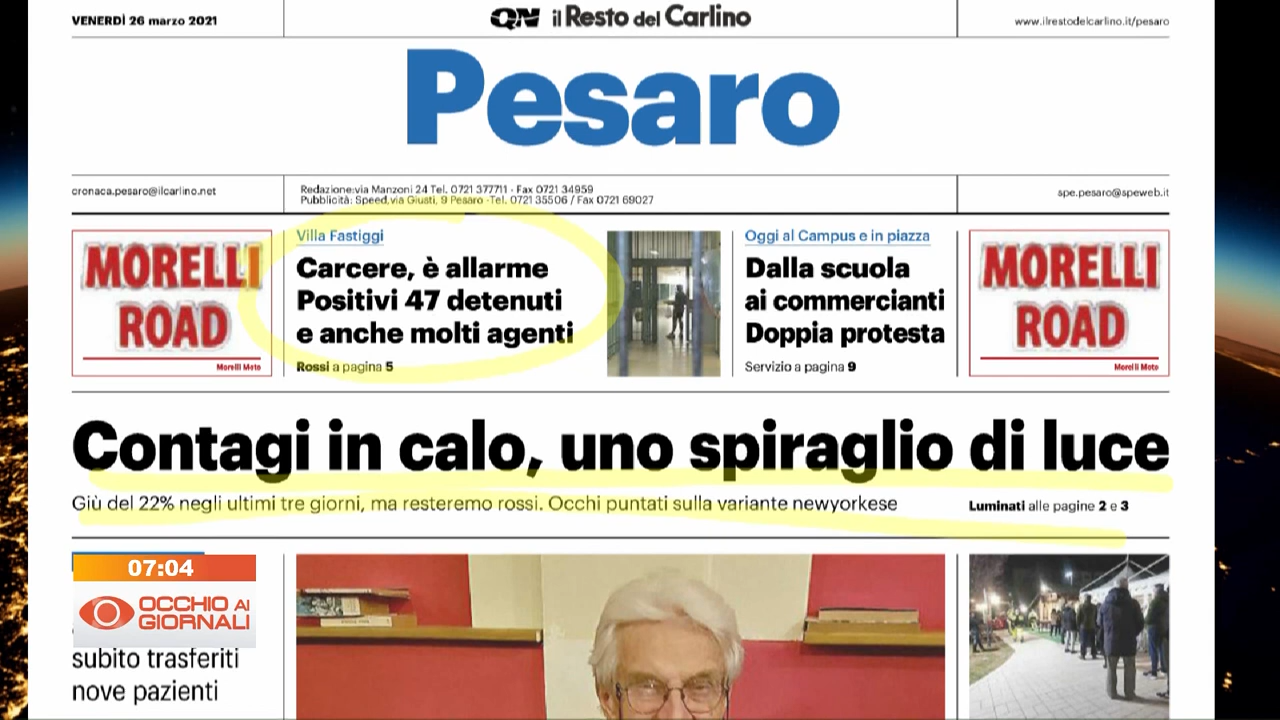 VENERDÌ 26 marzo 2021
QN il Resto del Carlino
www.ilrestodelcarlino.it/pesaro
Pesaro
cronaca.pesaro@ilcarlino.net
Redazione:via Manzoni 24 Tel. 0721 377711 - Fax 0721 34959
Pubblicità: Speed,via Giusti, 9 Pesaro -Tel. 0721 35506 / Fax 0721 69027
spe.pesaro@speweb.it
MORELLI
ROAD
Morelli Moto
Villa Fastiggi
Carcere, è allarme
Positivi 47 detenuti
e anche molti agenti
Rossi a pagina 5
Oggi al Campus e in piazza
Dalla scuola
ai commercianti
Doppia protesta
Servizio a pagina 9
MORELLI
ROAD
Morelli Moto
Contagi in calo, uno spiraglio di luce
Giù del 22% negli ultimi tre giorni, ma resteremo rossi. Occhi puntati sulla variante newyorkese
Luminati alle pagine 2 e 3
07:04
OCCHIO AI
GIORNALI
subito trasferiti
nove pazienti